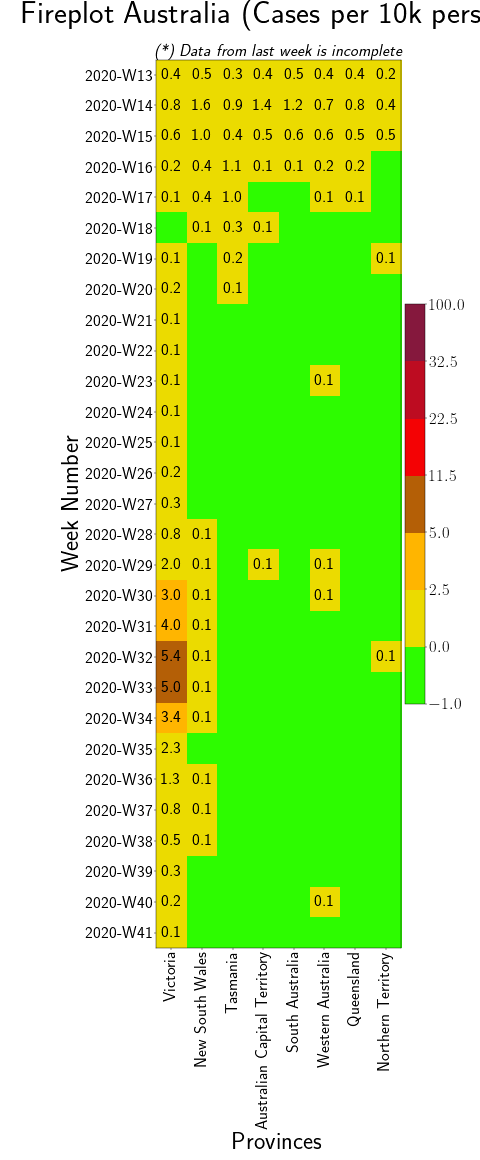 Fireplot Australia (Cases per 10k pers
(*) Data from last week is incomplete
2020-W13 0.4 0.5 0.3 0.4 0.5 0.4 0.4 0.2
2020-W14 0.8 1.6 0.9 1.4 1.2 0.7 0.8 0.4
2020-W15 0.6 1.0 0.4 0.5 0.6 0.6 0.5 0.5
2020-W16 0.2 0.4 1.1 0.1 0.1 0.2 0.2
2020-W17 0.1 0.4 1.0 0.1 0.1
2020-W18 0.1 0.3 0.1
2020-W19 0.1 0.2 0.1
2020-W20 0.2 0.1
2020-W21 0.1
2020-W22 0.1
2020-W23 0.1 0.1
2020-W24 0.1
2020-W25 0.1
2020-W26 0.2
2020-W27 0.3
2020-W28 0.8 0.1
2020-W29 2.0 0.1 0.1 0.1
2020-W30 3.0 0.1 0.1
2020-W31 4.0 0.1
2020-W32 5.4 0.1 0.1
2020-W33 5.0 0.1
2020-W34 3.4 0.1
2020-W35 2.3
2020-W36 1.3 0.1
2020-W37 0.8 0.1
2020-W38 0.5 0.1
2020-W39 0.3
2020-W40 0.2 0.1
2020-W41 0.1
Week Number
Victoria
New South Wales
Tasmania
Australian Capital Territory
South Australia
Western Australia
Queensland
Northern Territory
Provinces
100.0
32.5
22.5
11.5
5.0
2.5
0.0
−1.0